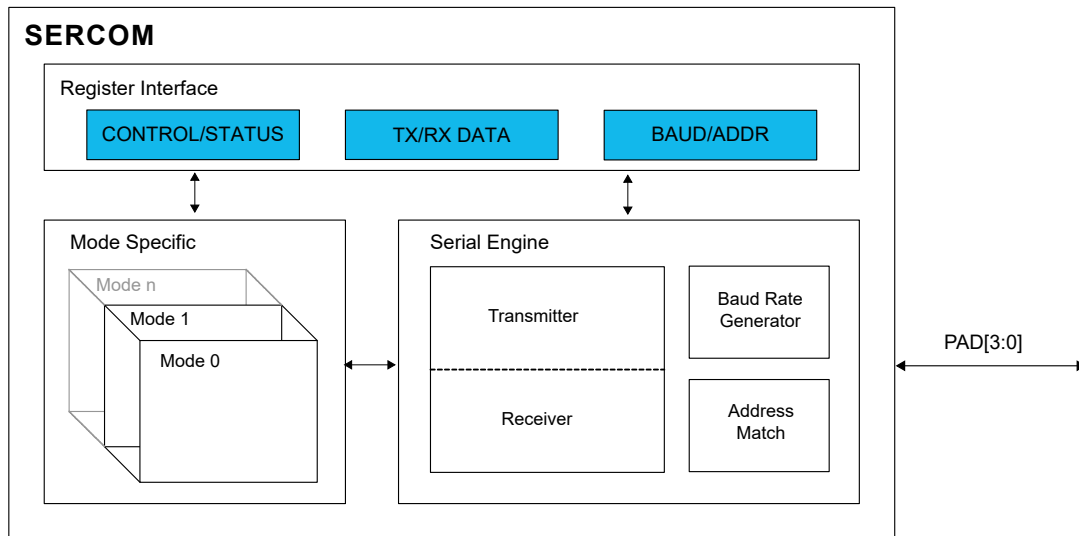 SERCOM
Register Interface
CONTROL/STATUS
TX/RX DATA
BAUD/ADDR
Mode Specific
Mode n
Mode 1
Mode 0
Serial Engine
Transmitter
Receiver
Baud Rate
Generator
Address
Match
PAD[3:0]